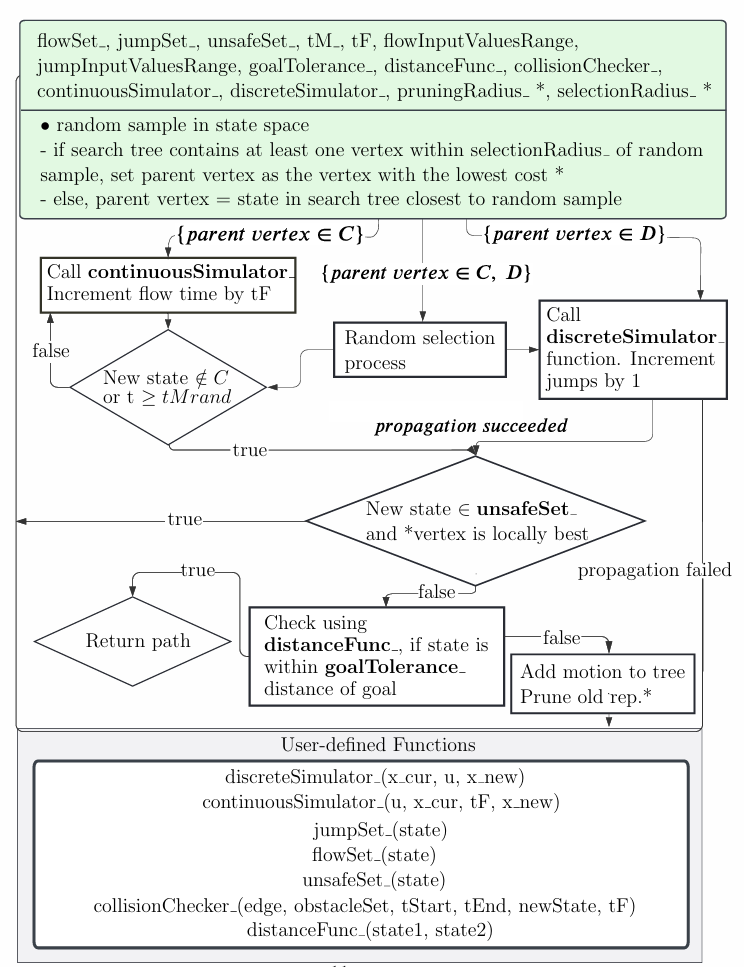 flowSet_, jumpSet_, unsafeSet_, tM_, tF, flowInputValuesRange,
jumpInputValuesRange, goalTolerance_, distanceFunc_, collisionChecker_,
continuousSimulator_, discreteSimulator_, pruningRadius_ *, selectionRadius_ *
• random sample in state space
- if search tree contains at least one vertex within selectionRadius_ of random
sample, set parent vertex as the vertex with the lowest cost *
- else, parent vertex = state in search tree closest to random sample
{parent vertex ∈ C}
{parent vertex ∈ D}
{parent vertex ∈ C, D}
Call continuousSimulator_
Increment flow time by tF
false
New state ∉ C
or t ≥ tMrand
Random selection
process
Call
discreteSimulator_
function. Increment
jumps by 1
propagation succeeded
true
New state ∈ unsafeSet_
and *vertex is locally best
true
propagation failed
true
false
Return path
Check using
distanceFunc_, if state is
within goalTolerance_
distance of goal
false
Add motion to tree
Prune old rep.*
User-defined Functions
discreteSimulator_(x_cur, u, x_new)
continuousSimulator_(u, x_cur, tF, x_new)
jumpSet_(state)
flowSet_(state)
unsafeSet_(state)
collisionChecker_(edge, obstacleSet, tStart, tEnd, newState, tF)
distanceFunc_(state1, state2)